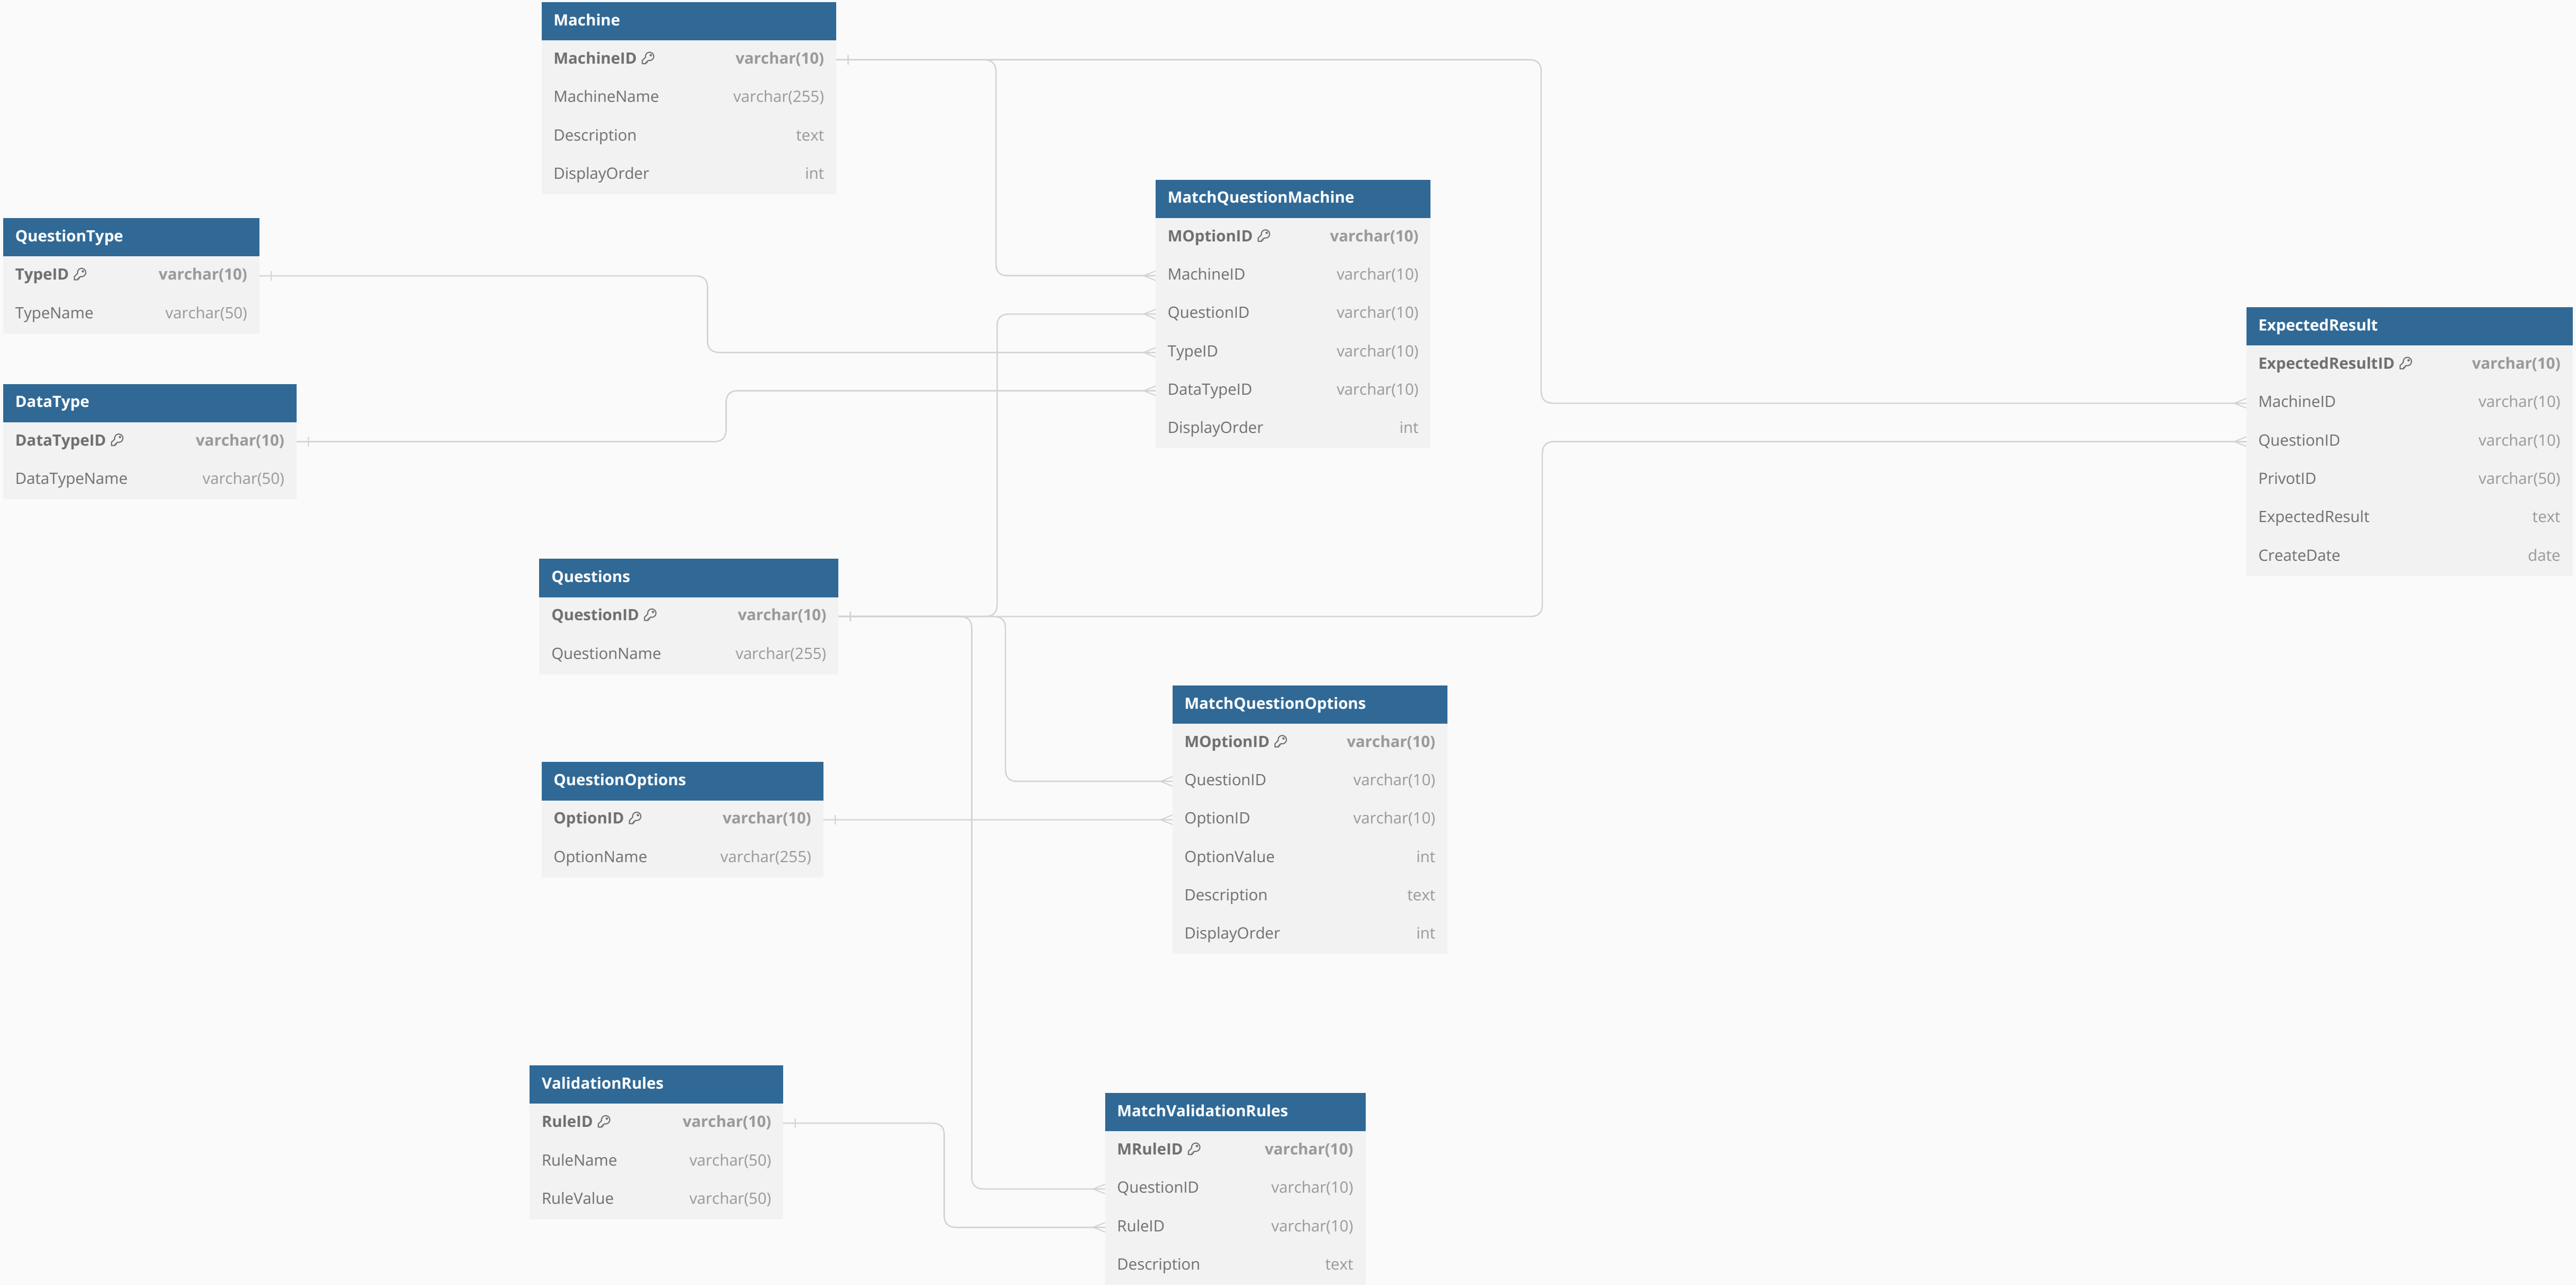 Machine
MachineID varchar(10)
MachineName varchar(255)
Description text
DisplayOrder int
QuestionType
TypeID varchar(10)
TypeName varchar(50)
DataType
DataTypeID varchar(10)
DataTypeName varchar(50)
MatchQuestionMachine
MOptionID varchar(10)
MachineID varchar(10)
QuestionID varchar(10)
TypeID varchar(10)
DataTypeID varchar(10)
DisplayOrder int
ExpectedResult
ExpectedResultID varchar(10)
MachineID varchar(10)
QuestionID varchar(10)
PrivotID varchar(50)
ExpectedResult text
CreateDate date
Questions
QuestionID varchar(10)
QuestionName varchar(255)
QuestionOptions
OptionID varchar(10)
OptionName varchar(255)
MatchQuestionOptions
MOptionID varchar(10)
QuestionID varchar(10)
OptionID varchar(10)
OptionValue int
Description text
DisplayOrder int
ValidationRules
RuleID varchar(10)
RuleName varchar(50)
RuleValue varchar(50)
MatchValidationRules
MRuleID varchar(10)
QuestionID varchar(10)
RuleID varchar(10)
Description text